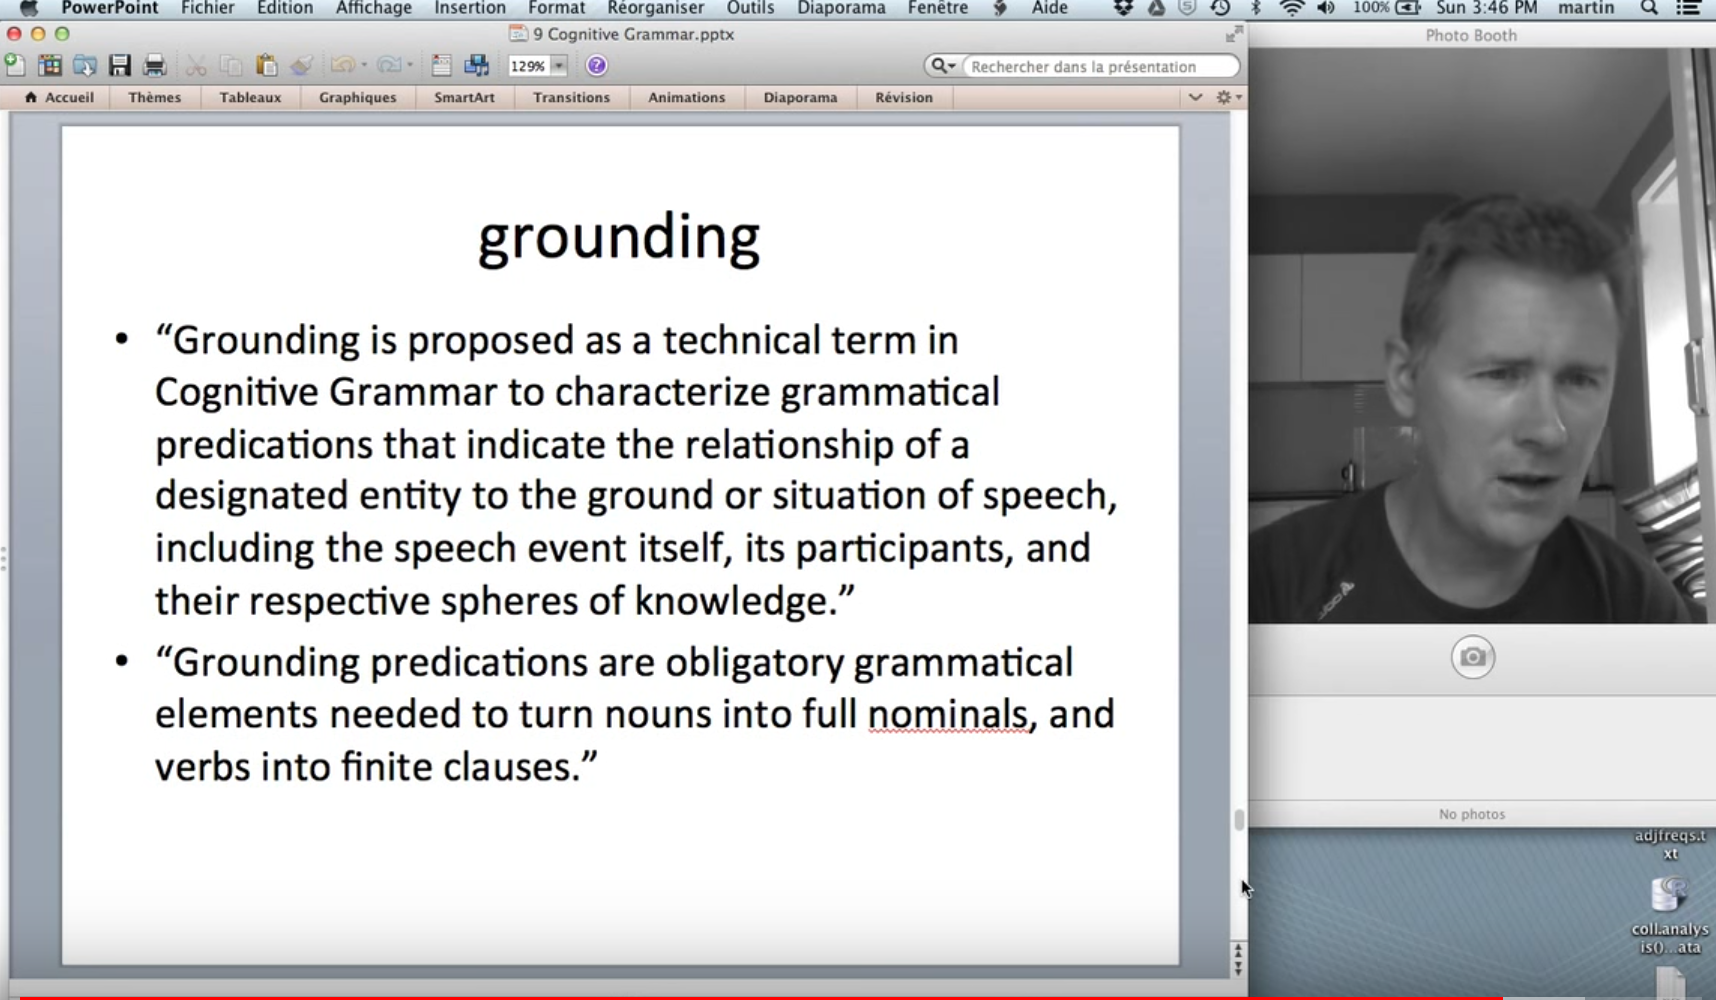 PowerPoint Fichier Edition Affichage Insertion Format Réorganiser Outils Diaporama Fenêtre Aide 100% Sun 3:46 PM martin
9 Cognitive Grammar.pptx
Photo Booth
129% Rechercher dans la présentation
Accueil Thèmes Tableaux Graphiques SmartArt Transitions Animations Diaporama Révision
grounding
• “Grounding is proposed as a technical term in
Cognitive Grammar to characterize grammatical
predications that indicate the relationship of a
designated entity to the ground or situation of speech,
including the speech event itself, its participants, and
their respective spheres of knowledge.”
• “Grounding predications are obligatory grammatical
elements needed to turn nouns into full nominals, and
verbs into finite clauses.”
No photos
adjfreqs.t
xt
coll.analys
is()...ata